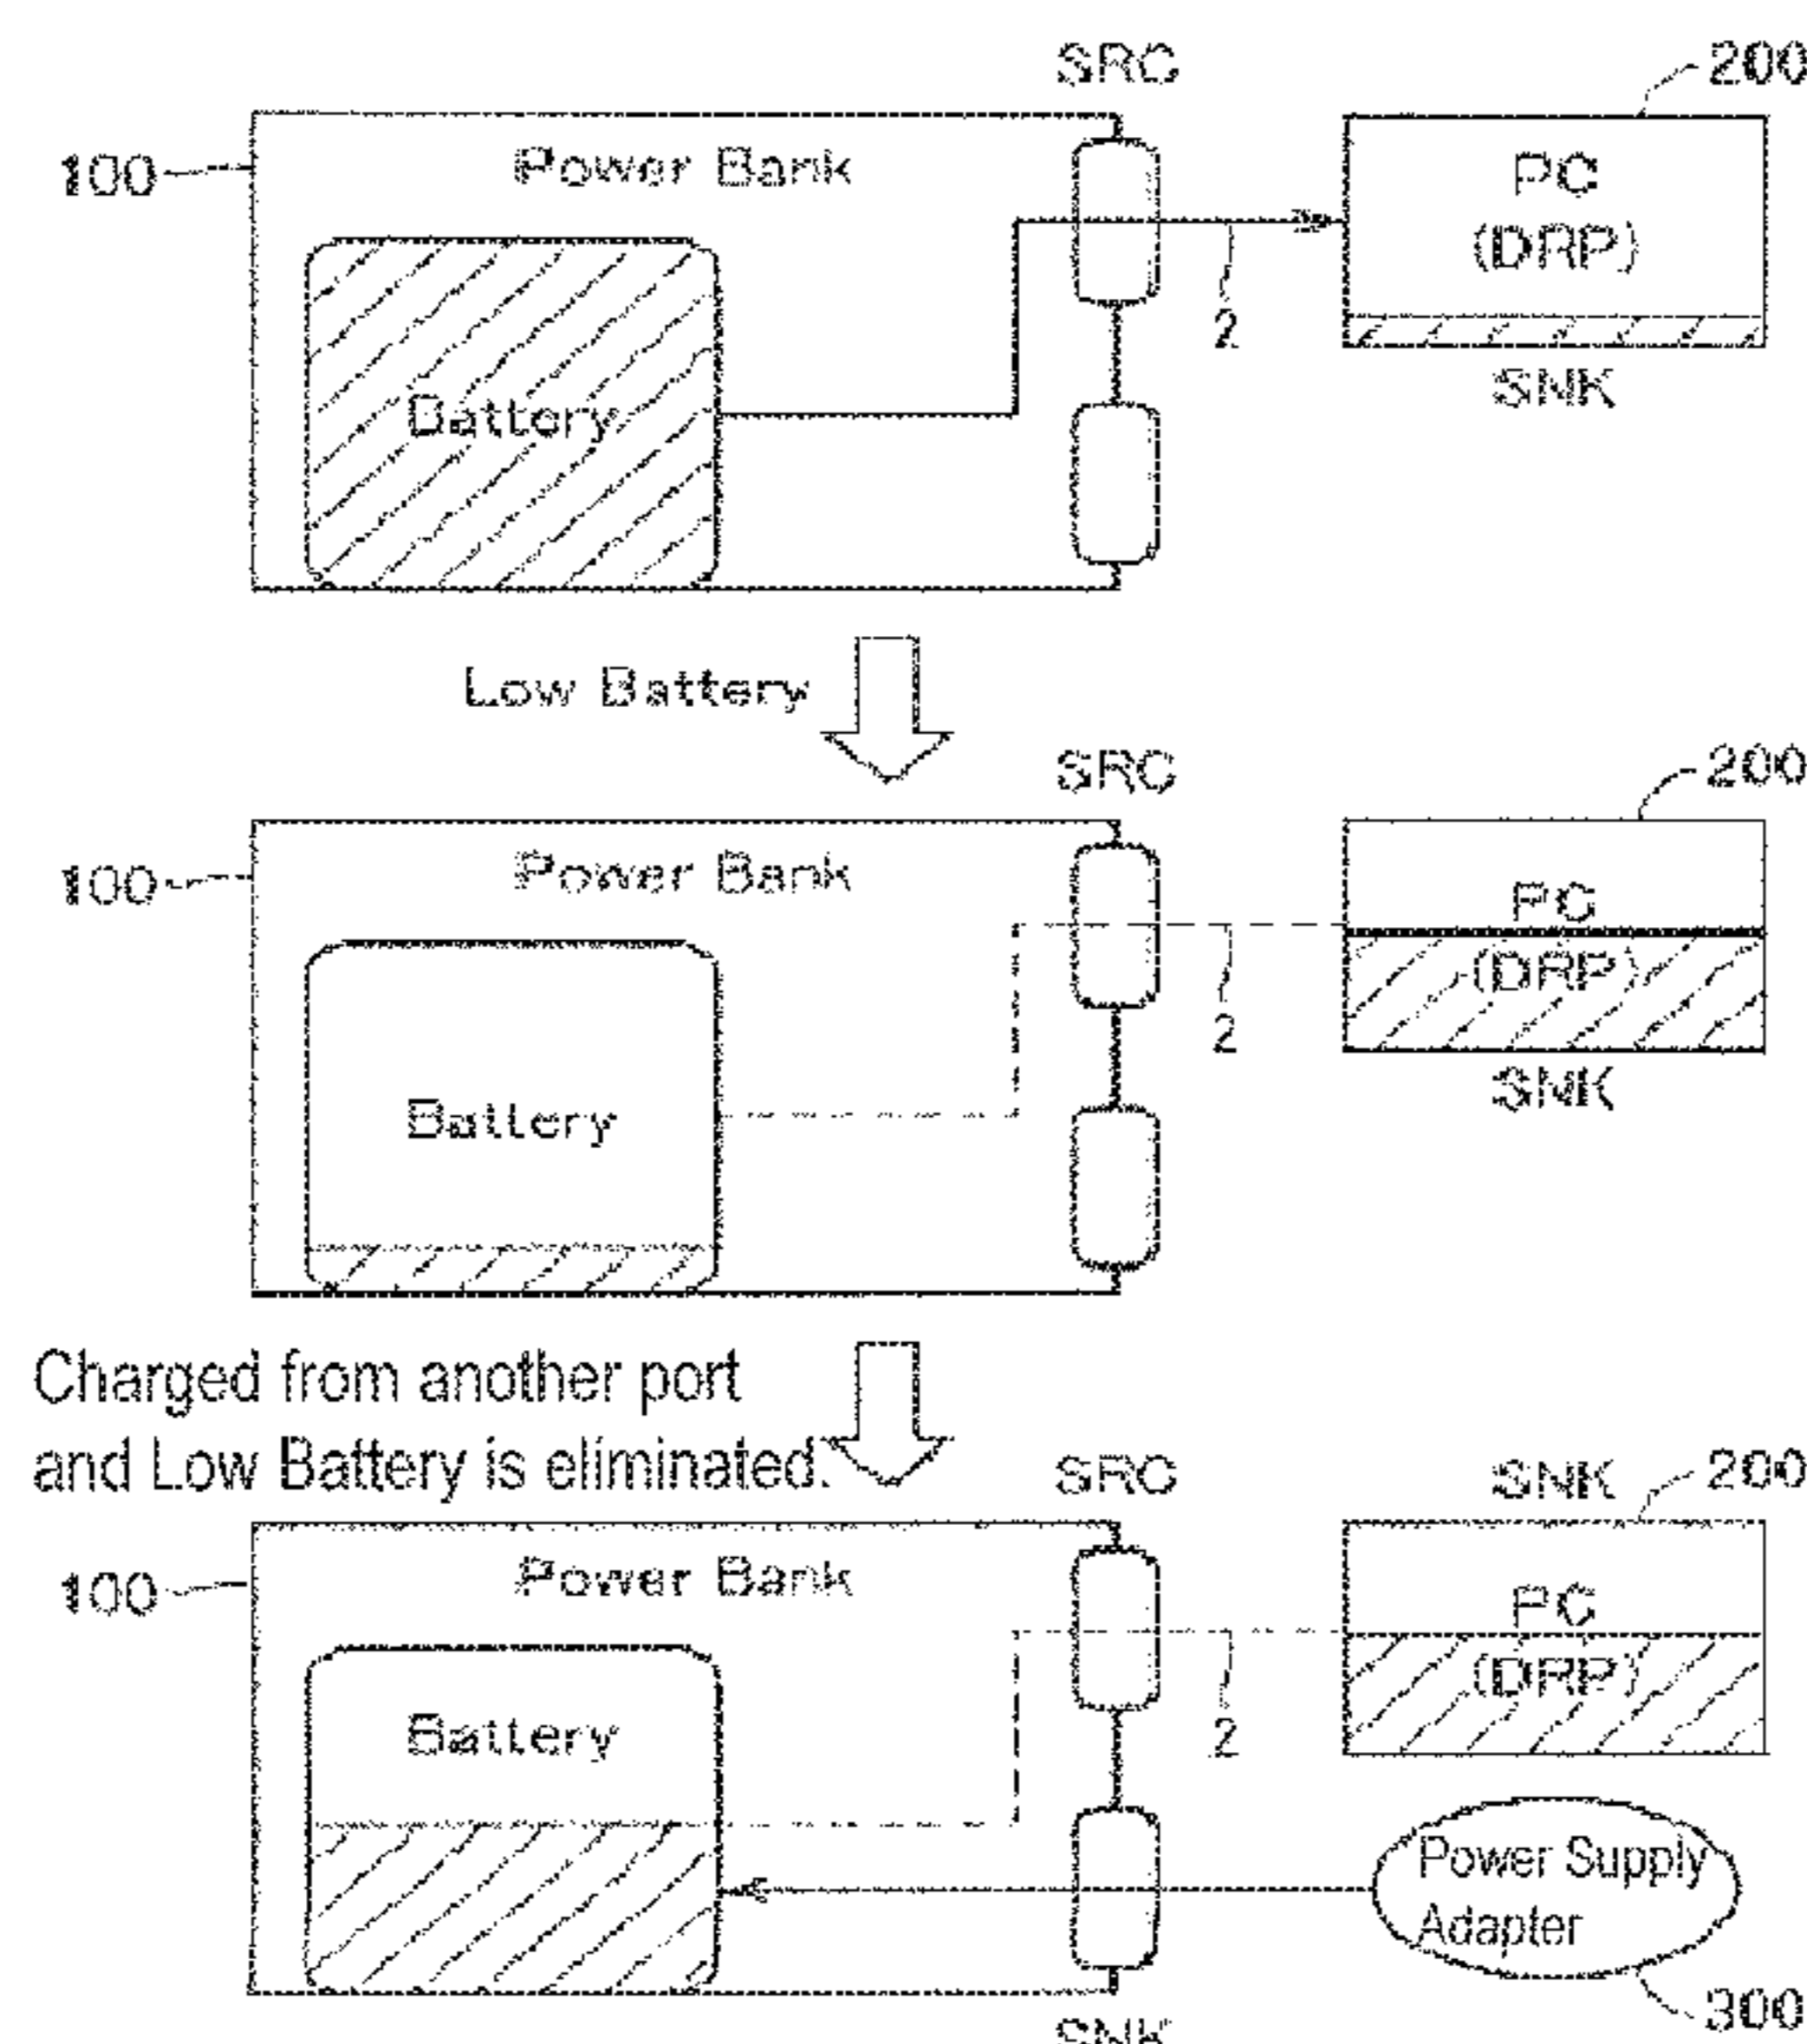 SRC
200
100
Power Bank
PC
(DRP)
2
SNK
Battery
Low Battery
SRC
200
100
Power Bank
PC
(DRP)
2
SNK
Battery
Charged from another port
and Low Battery is eliminated.
SRC
SNK
200
100
Power Bank
PC
(DRP)
2
Battery
Power Supply
Adapter
300
SNK